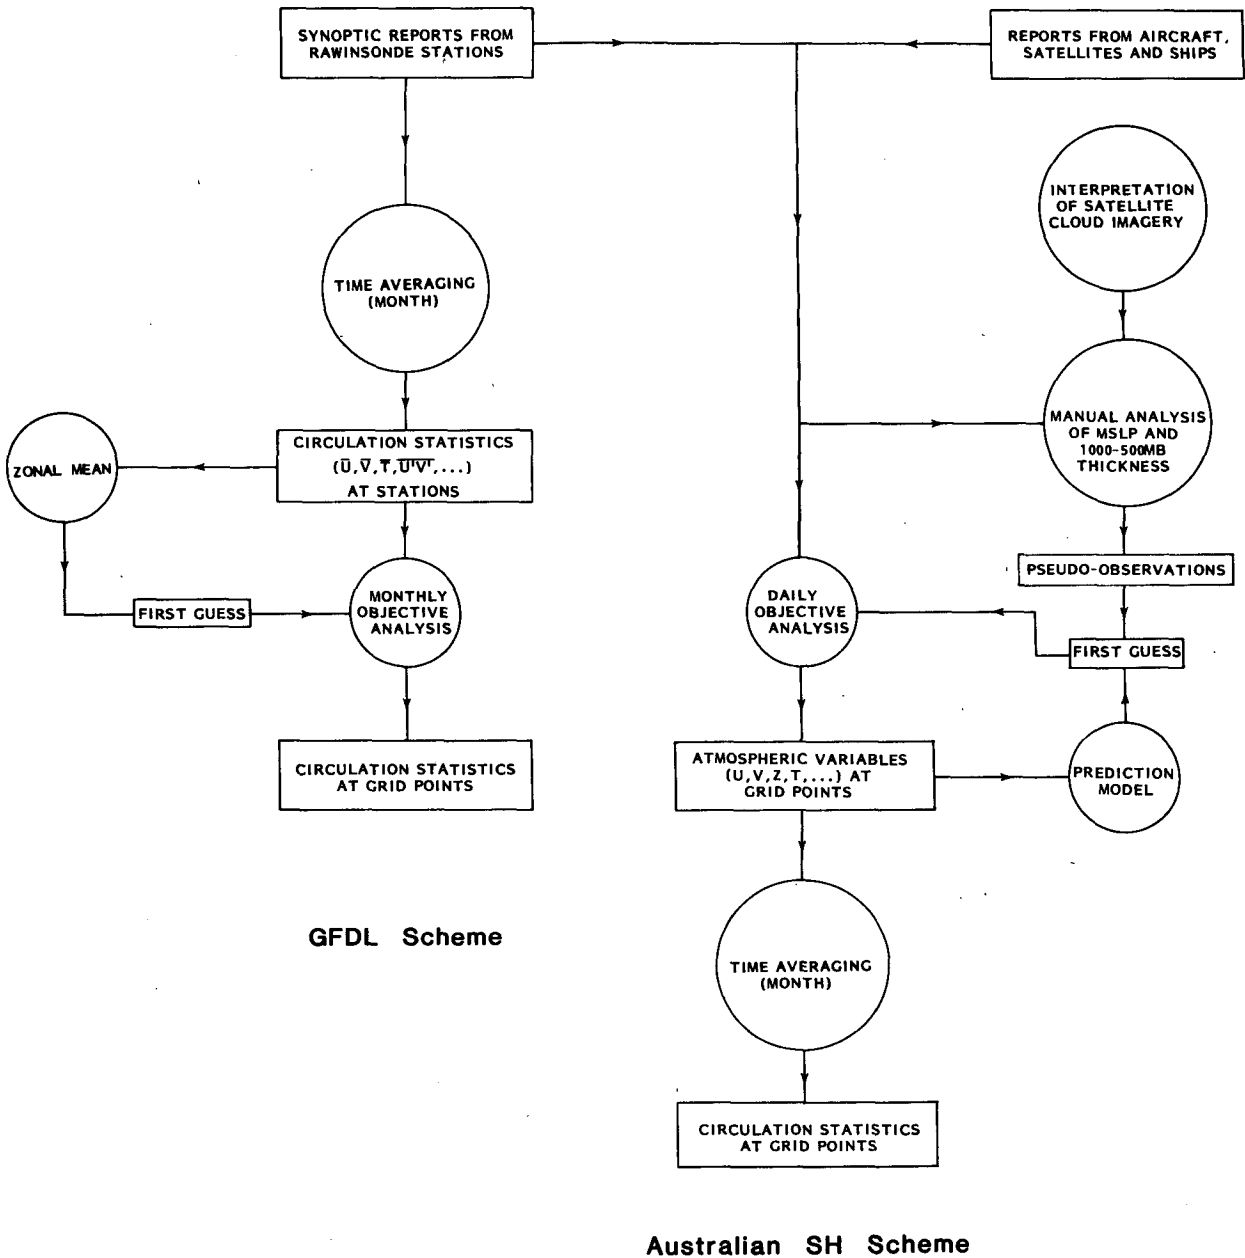 SYNOPTIC REPORTS FROM
RAWINSONDE STATIONS
REPORTS FROM AIRCRAFT,
SATELLITES AND SHIPS
INTERPRETATION
OF SATELLITE
CLOUD IMAGERY
TIME AVERAGING
(MONTH)
MANUAL ANALYSIS
OF MSLP AND
1000-500MB
THICKNESS
ZONAL MEAN
CIRCULATION STATISTICS
(U̅,V̅,T̅,U̅'̅V̅'̅,...)
AT STATIONS
PSEUDO-OBSERVATIONS
FIRST GUESS
MONTHLY
OBJECTIVE
ANALYSIS
DAILY
OBJECTIVE
ANALYSIS
FIRST GUESS
CIRCULATION STATISTICS
AT GRID POINTS
ATMOSPHERIC VARIABLES
(U,V,Z,T,...) AT
GRID POINTS
PREDICTION
MODEL
GFDL Scheme
TIME AVERAGING
(MONTH)
CIRCULATION STATISTICS
AT GRID POINTS
Australian SH Scheme